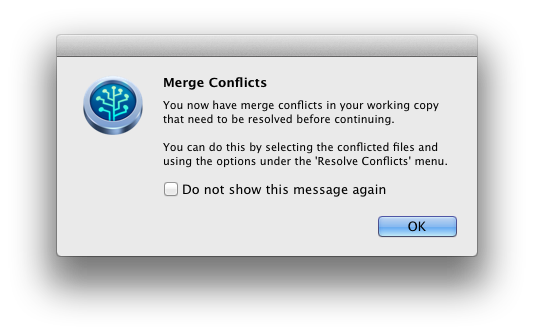 Merge Conflicts
You now have merge conflicts in your working copy
that need to be resolved before continuing.
You can do this by selecting the conflicted files and
using the options under the 'Resolve Conflicts' menu.
Do not show this message again
OK